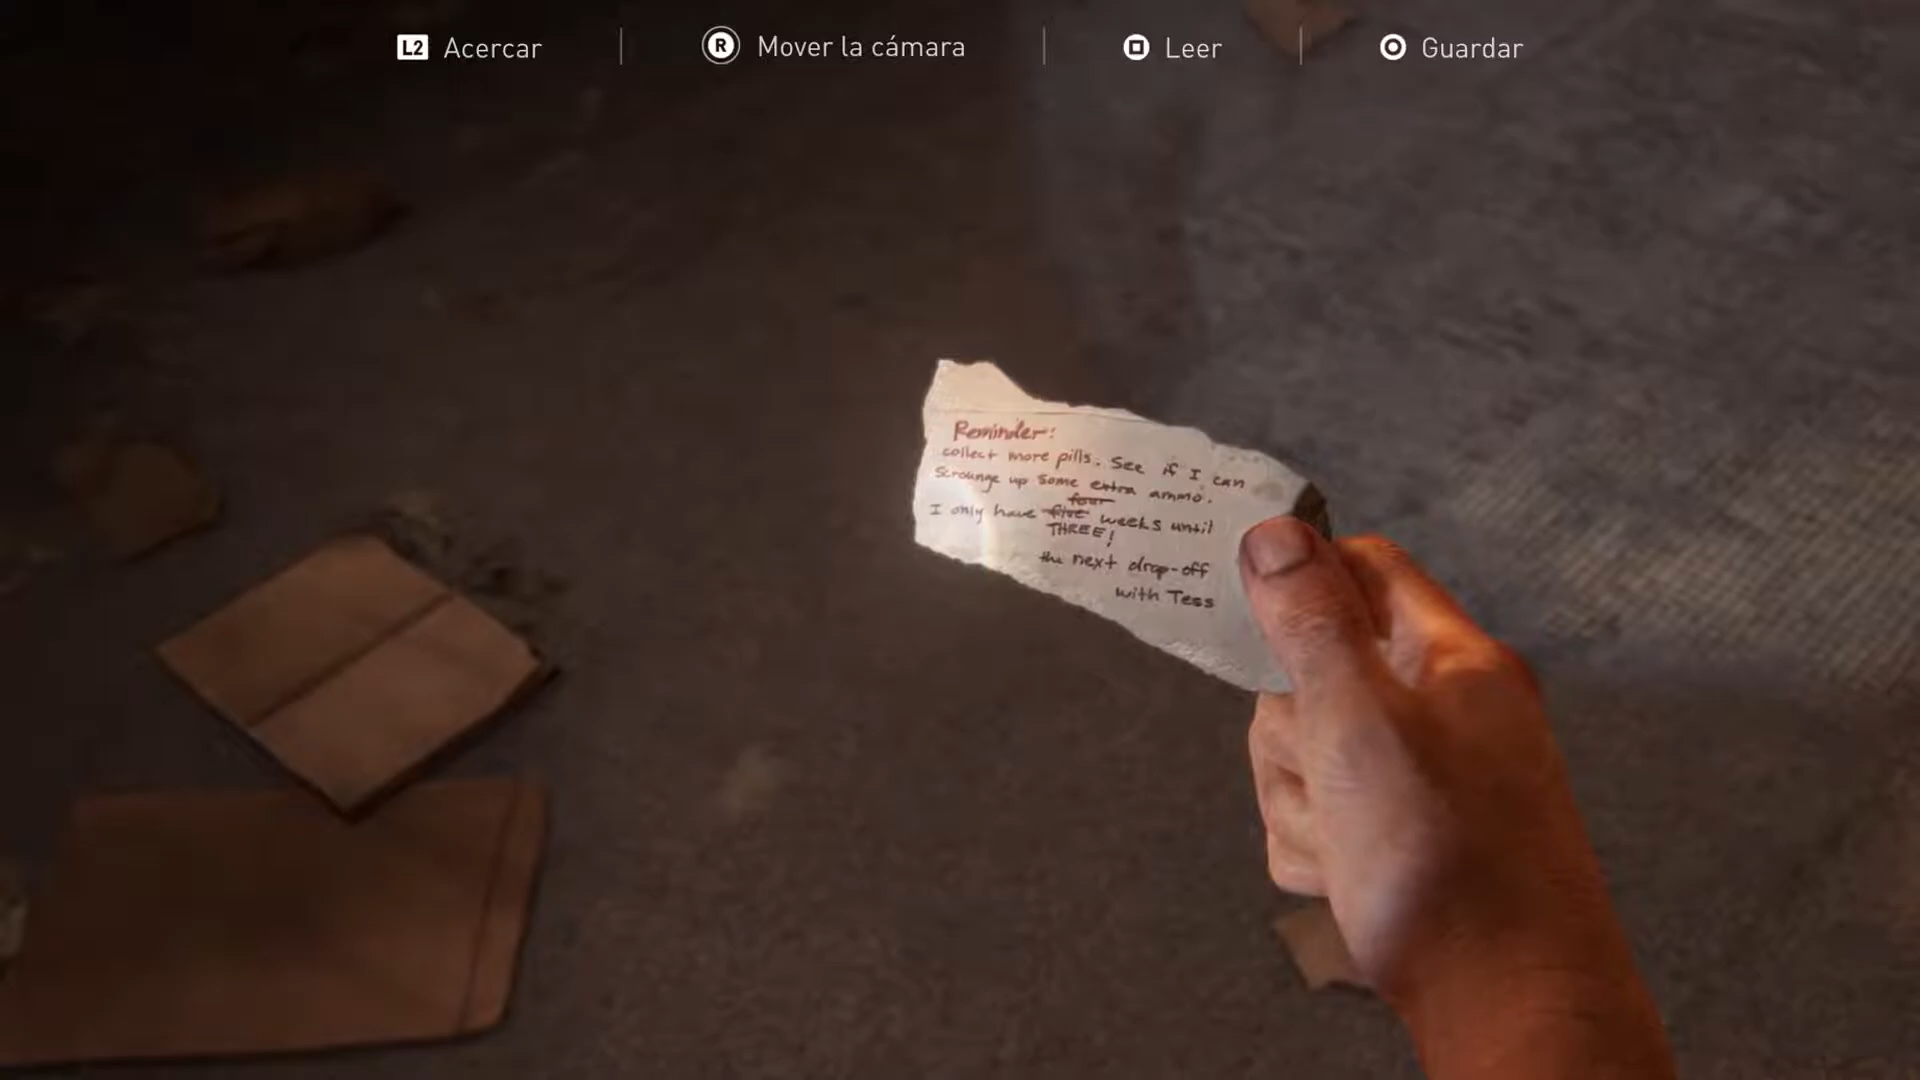 L2 Acercar R Mover la cámara Leer Guardar
Reminder:
collect more pills. See if I can
Scrounge up some extra ammo.
four
I only have five weeks until
THREE!
the next drop-off
with Tess